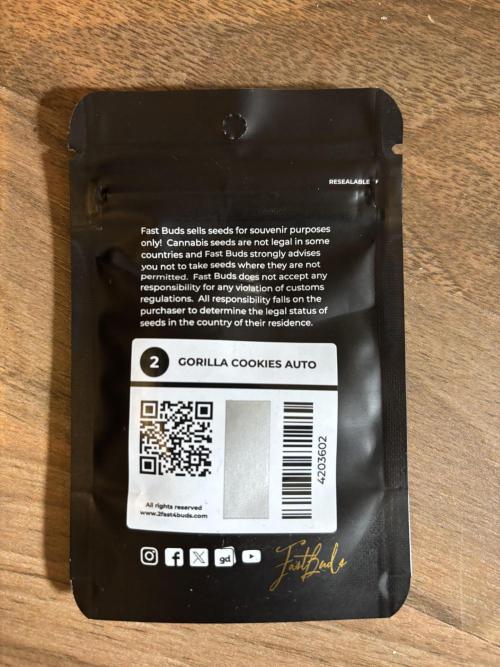 RESEALABLE
Fast Buds sells seeds for souvenir purposes
only! Cannabis seeds are not legal in some
countries and Fast Buds strongly advises
you not to take seeds where they are not
permitted. Fast Buds does not accept any
responsibility for any violation of customs
regulations. All responsibility falls on the
purchaser to determine the legal status of
seeds in the country of their residence.
2 GORILLA COOKIES AUTO
4203602
All rights reserved
www.2fast4buds.com
gd
FastBuds